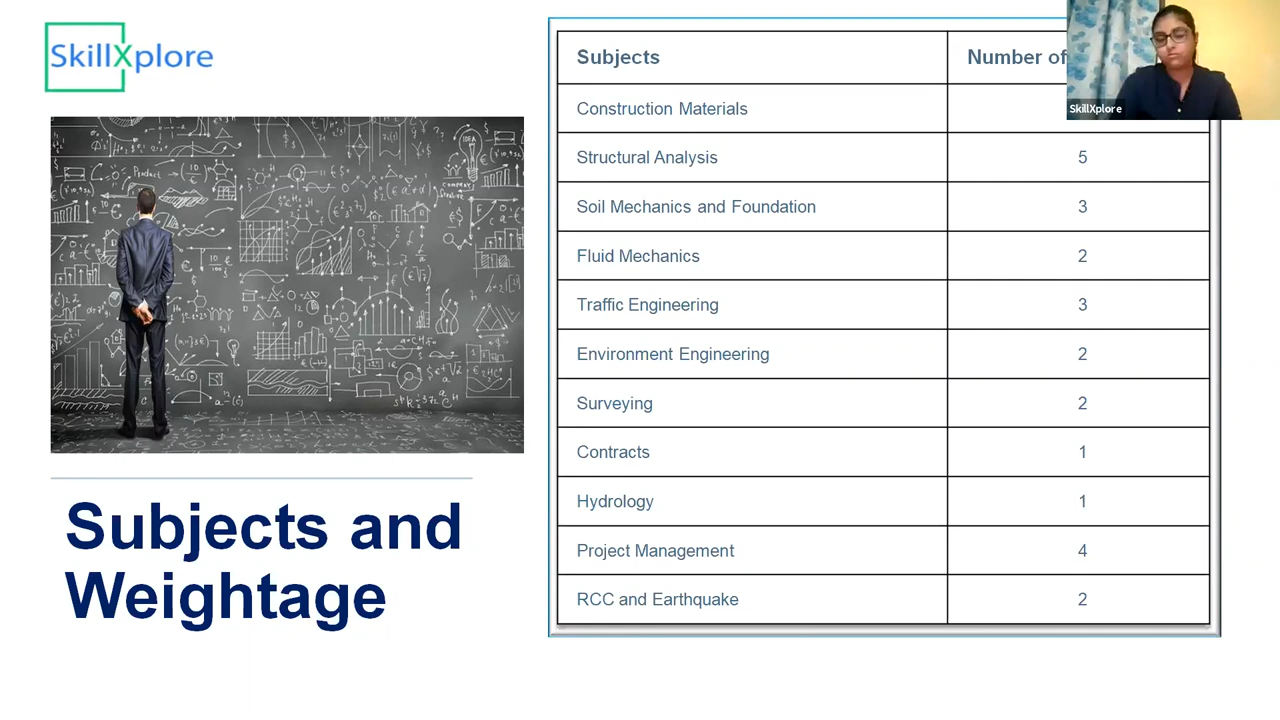 SkillXplore
Subjects
Number of
SkillXplore
Construction Materials
Structural Analysis 5
Soil Mechanics and Foundation 3
Fluid Mechanics 2
Traffic Engineering 3
Environment Engineering 2
Surveying 2
Contracts 1
Hydrology 1
Project Management 4
RCC and Earthquake 2
Subjects and
Weightage